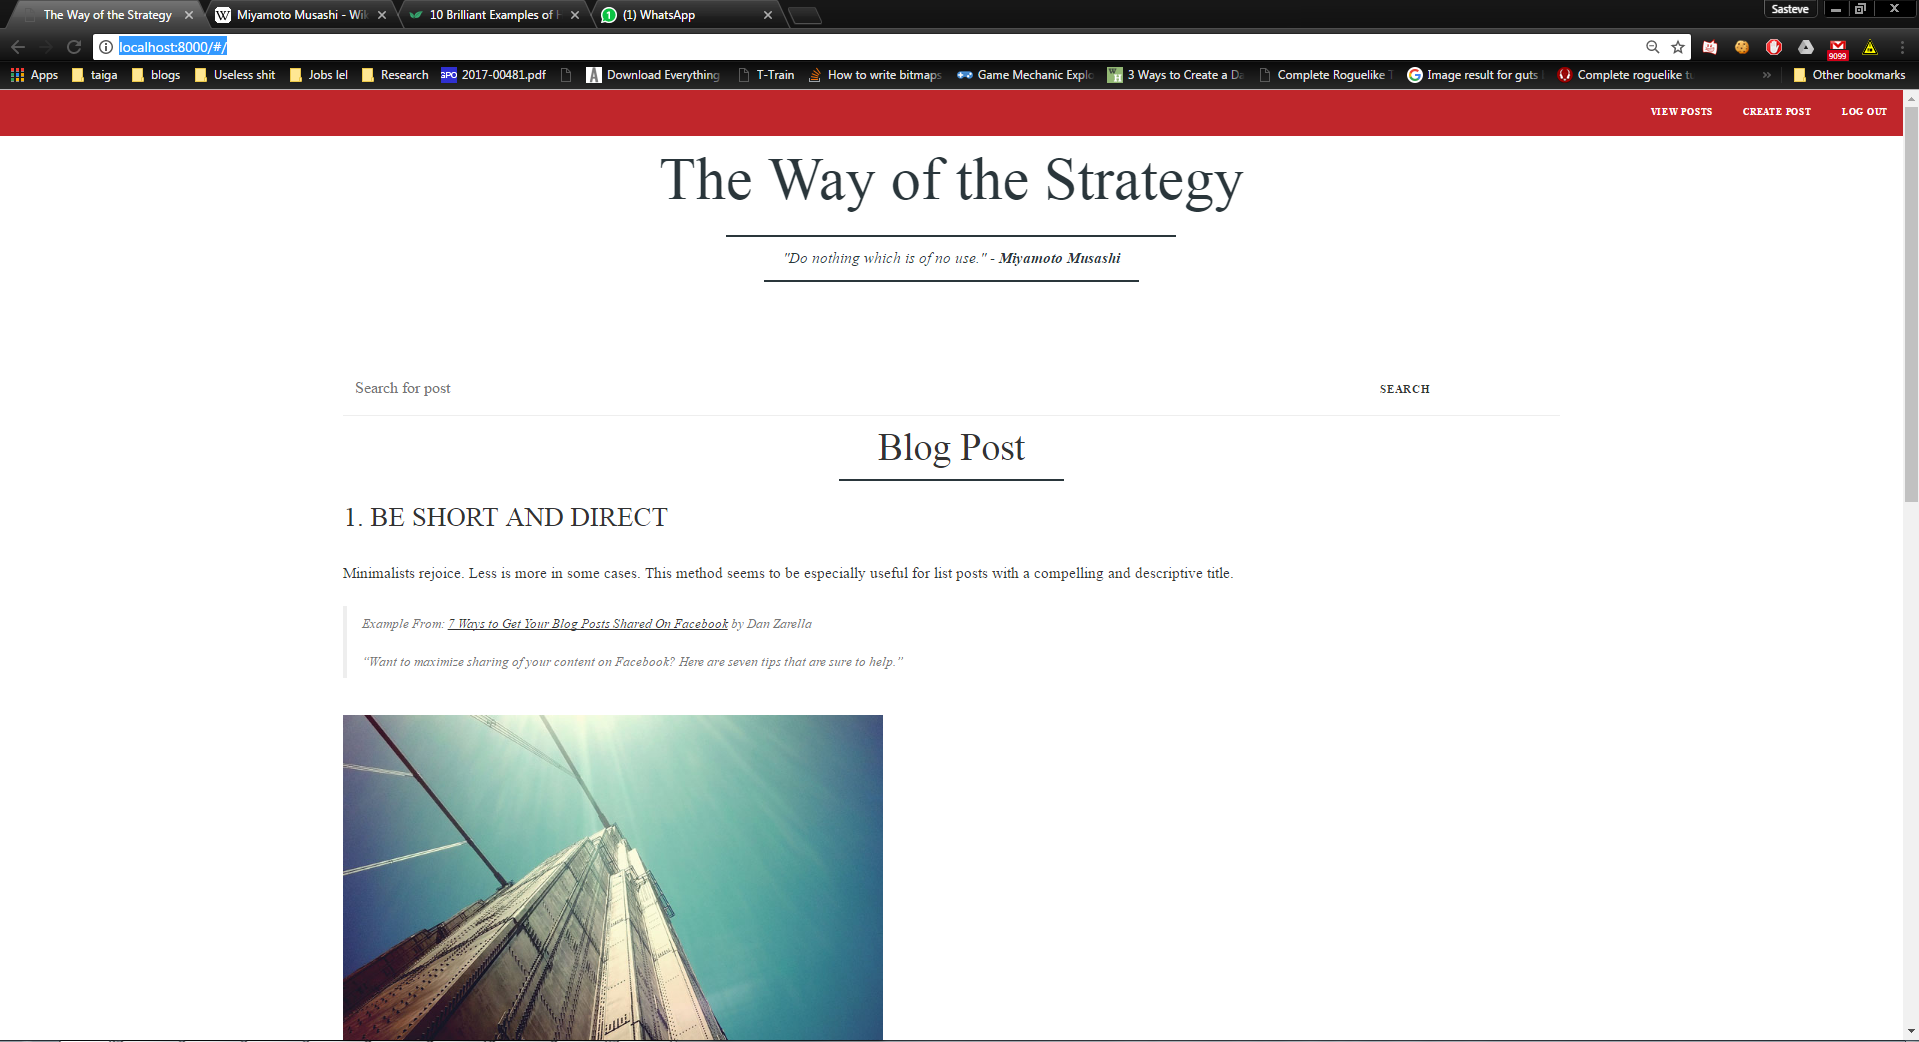 The Way of the Strategy
Miyamoto Musashi - Wik
10 Brilliant Examples of H
(1) WhatsApp
Sasteve
localhost:8000/#/
9099
Apps
taiga
blogs
Useless shit
Jobs lel
Research
GPO 2017-00481.pdf
Download Everything
T-Train
How to write bitmaps
Game Mechanic Explo
3 Ways to Create a Da
Complete Roguelike T
Image result for guts
Complete roguelike tu
Other bookmarks
VIEW POSTS
CREATE POST
LOG OUT
The Way of the Strategy
"Do nothing which is of no use." - Miyamoto Musashi
Search for post
SEARCH
Blog Post
1. BE SHORT AND DIRECT
Minimalists rejoice. Less is more in some cases. This method seems to be especially useful for list posts with a compelling and descriptive title.
Example From: 7 Ways to Get Your Blog Posts Shared On Facebook by Dan Zarella
“Want to maximize sharing of your content on Facebook? Here are seven tips that are sure to help.”